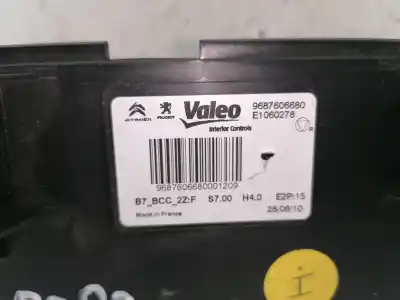 CITROËN PEUGEOT Valeo
Interior Controls
9687606680
E1060278
9687606680001209
B7_BCC_2Z:F S7.00 H4.0 E2P:15
Made in France
28/06/10
I